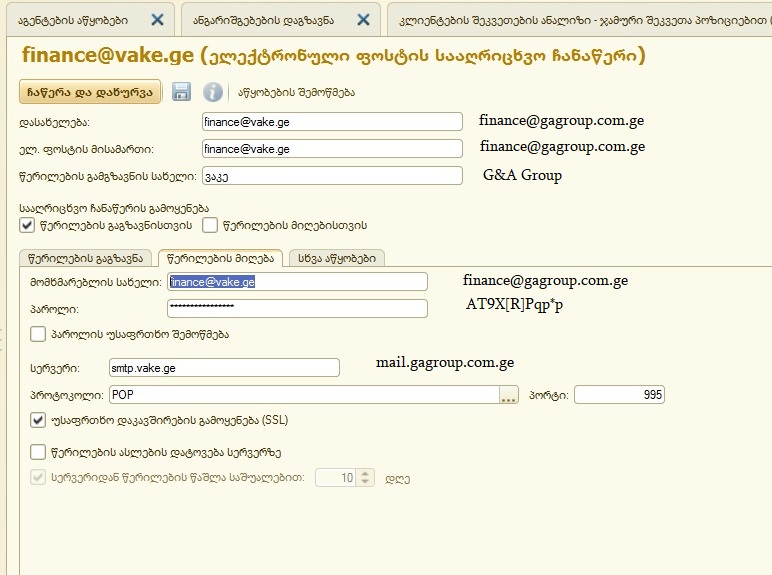 აგენტების აწყობები
ანგარიშგებების დაგზავნა
კლიენტების შეკვეთების ანალიზი - ჯამური შეკვეთა პოზიციებით (
finance@vake.ge (ელექტრონული ფოსტის სააღრიცხვო ჩანაწერი)
ჩაწერა და დახურვა
აწყობების შემოწმება
დასახელება: finance@vake.ge finance@gagroup.com.ge
ელ. ფოსტის მისამართი: finance@vake.ge finance@gagroup.com.ge
წერილების გამგზავნის სახელი: ვაკე G&A Group
სააღრიცხვო ჩანაწერის გამოყენება
წერილების გაგზავნისთვის წერილების მიღებისთვის
წერილების გაგზავნა წერილების მიღება სხვა აწყობები
მომხმარებლის სახელი: finance@vake.ge finance@gagroup.com.ge
პაროლი: **************** AT9X[R]Pqp*p
პაროლის უსაფრთხო შემოწმება
სერვერი: smtp.vake.ge mail.gagroup.com.ge
პროტოკოლი: POP ... პორტი: 995
უსაფრთხო დაკავშირების გამოყენება (SSL)
წერილების ასლების დატოვება სერვერზე
სერვერიდან წერილების წაშლა საშუალებით: 10 დღე